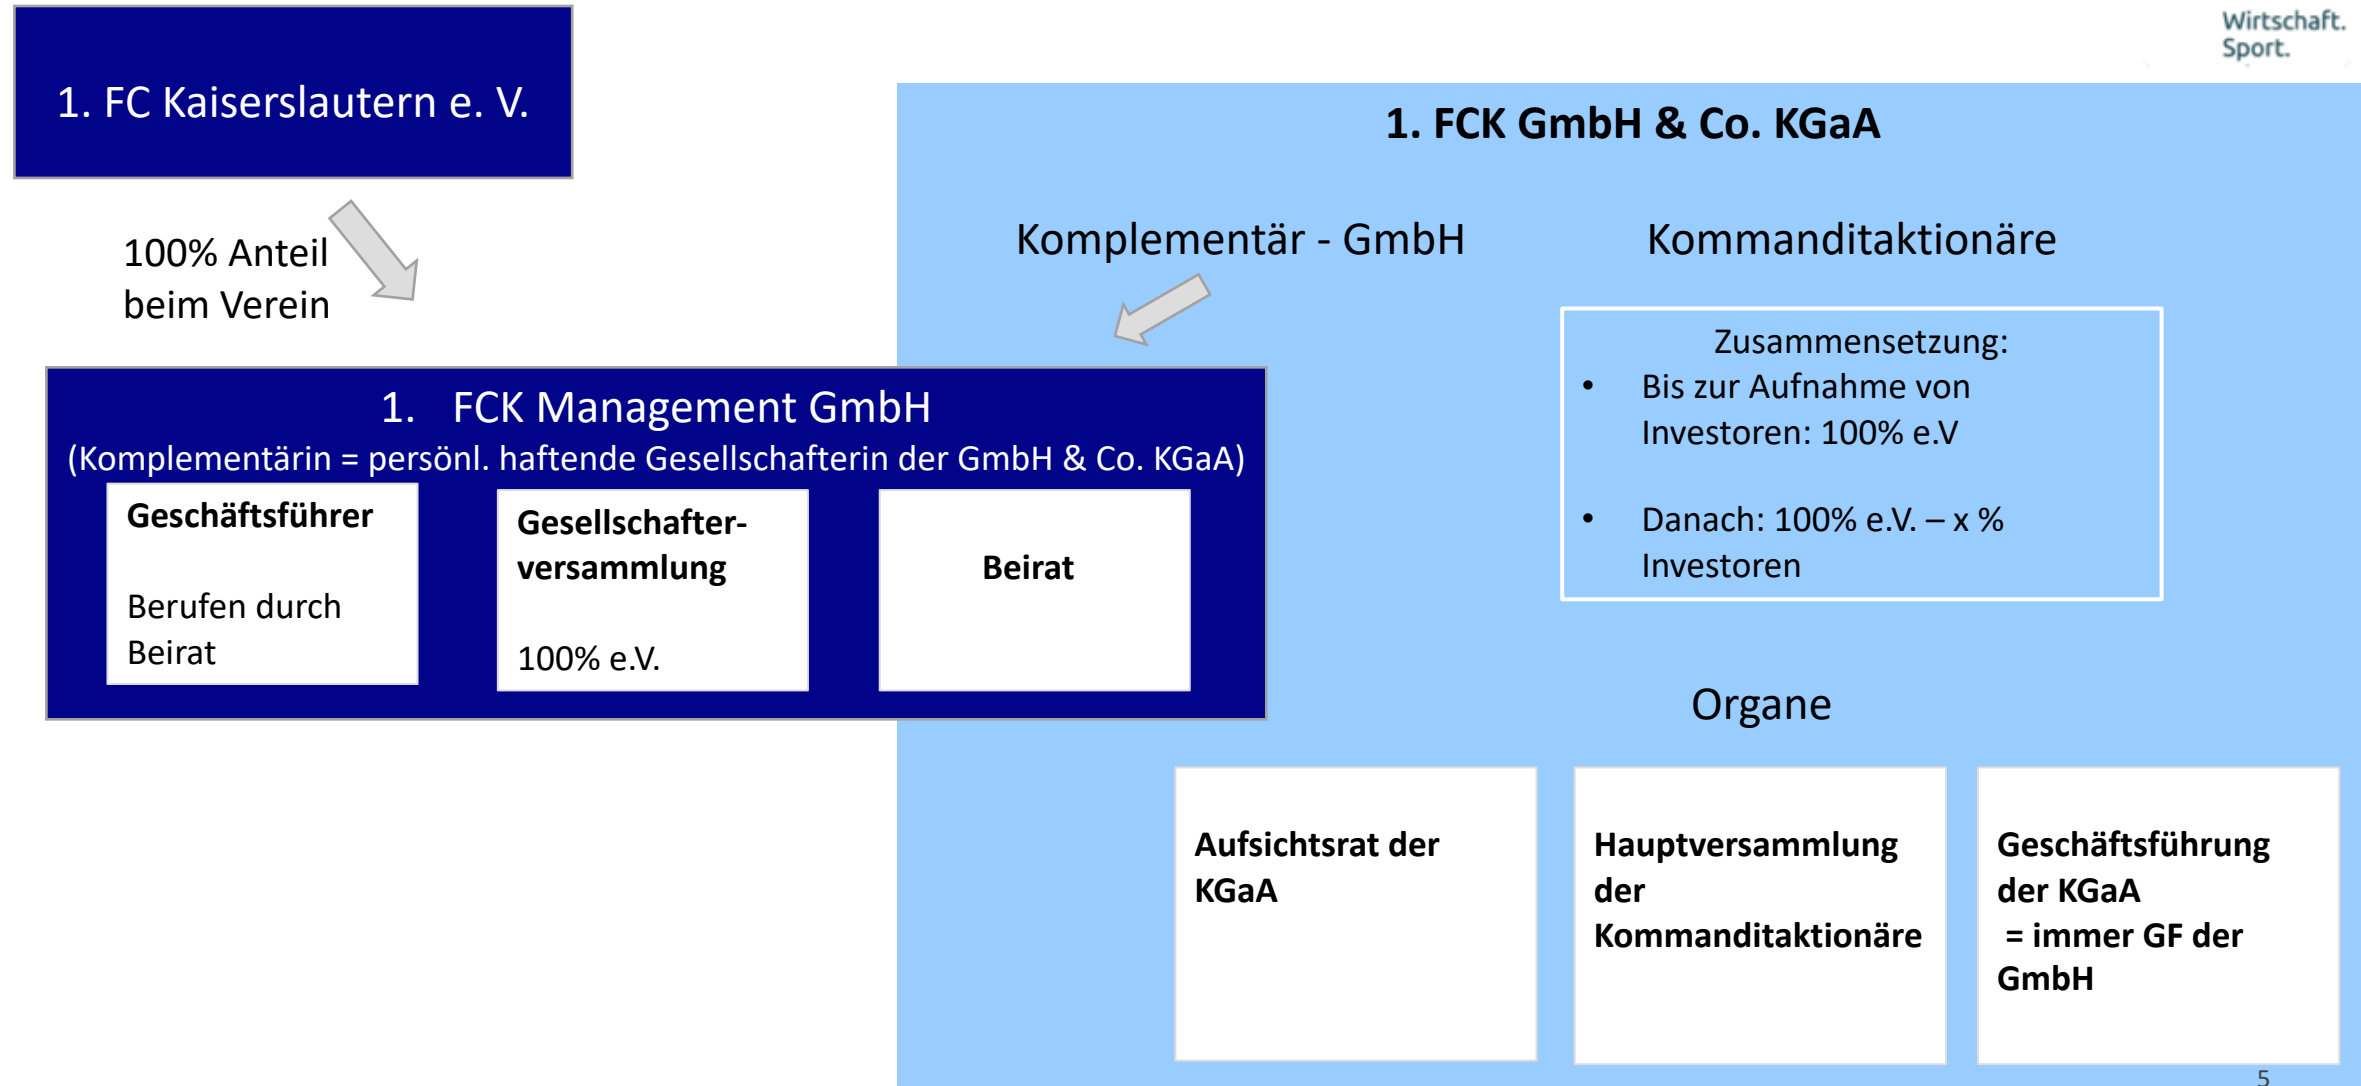 Wirtschaft.
Sport.
1. FC Kaiserslautern e. V.
100% Anteil
beim Verein
1. FCK GmbH & Co. KGaA
Komplementär - GmbH
Kommanditaktionäre
1. FCK Management GmbH
(Komplementärin = persönl. haftende Gesellschafterin der GmbH & Co. KGaA)
Geschäftsführer
Berufen durch
Beirat
Gesellschafter-
versammlung
100% e.V.
Beirat
Zusammensetzung:
• Bis zur Aufnahme von
Investoren: 100% e.V
• Danach: 100% e.V. – x %
Investoren
Organe
Aufsichtsrat der
KGaA
Hauptversammlung
der
Kommanditaktionäre
Geschäftsführung
der KGaA
= immer GF der
GmbH
5